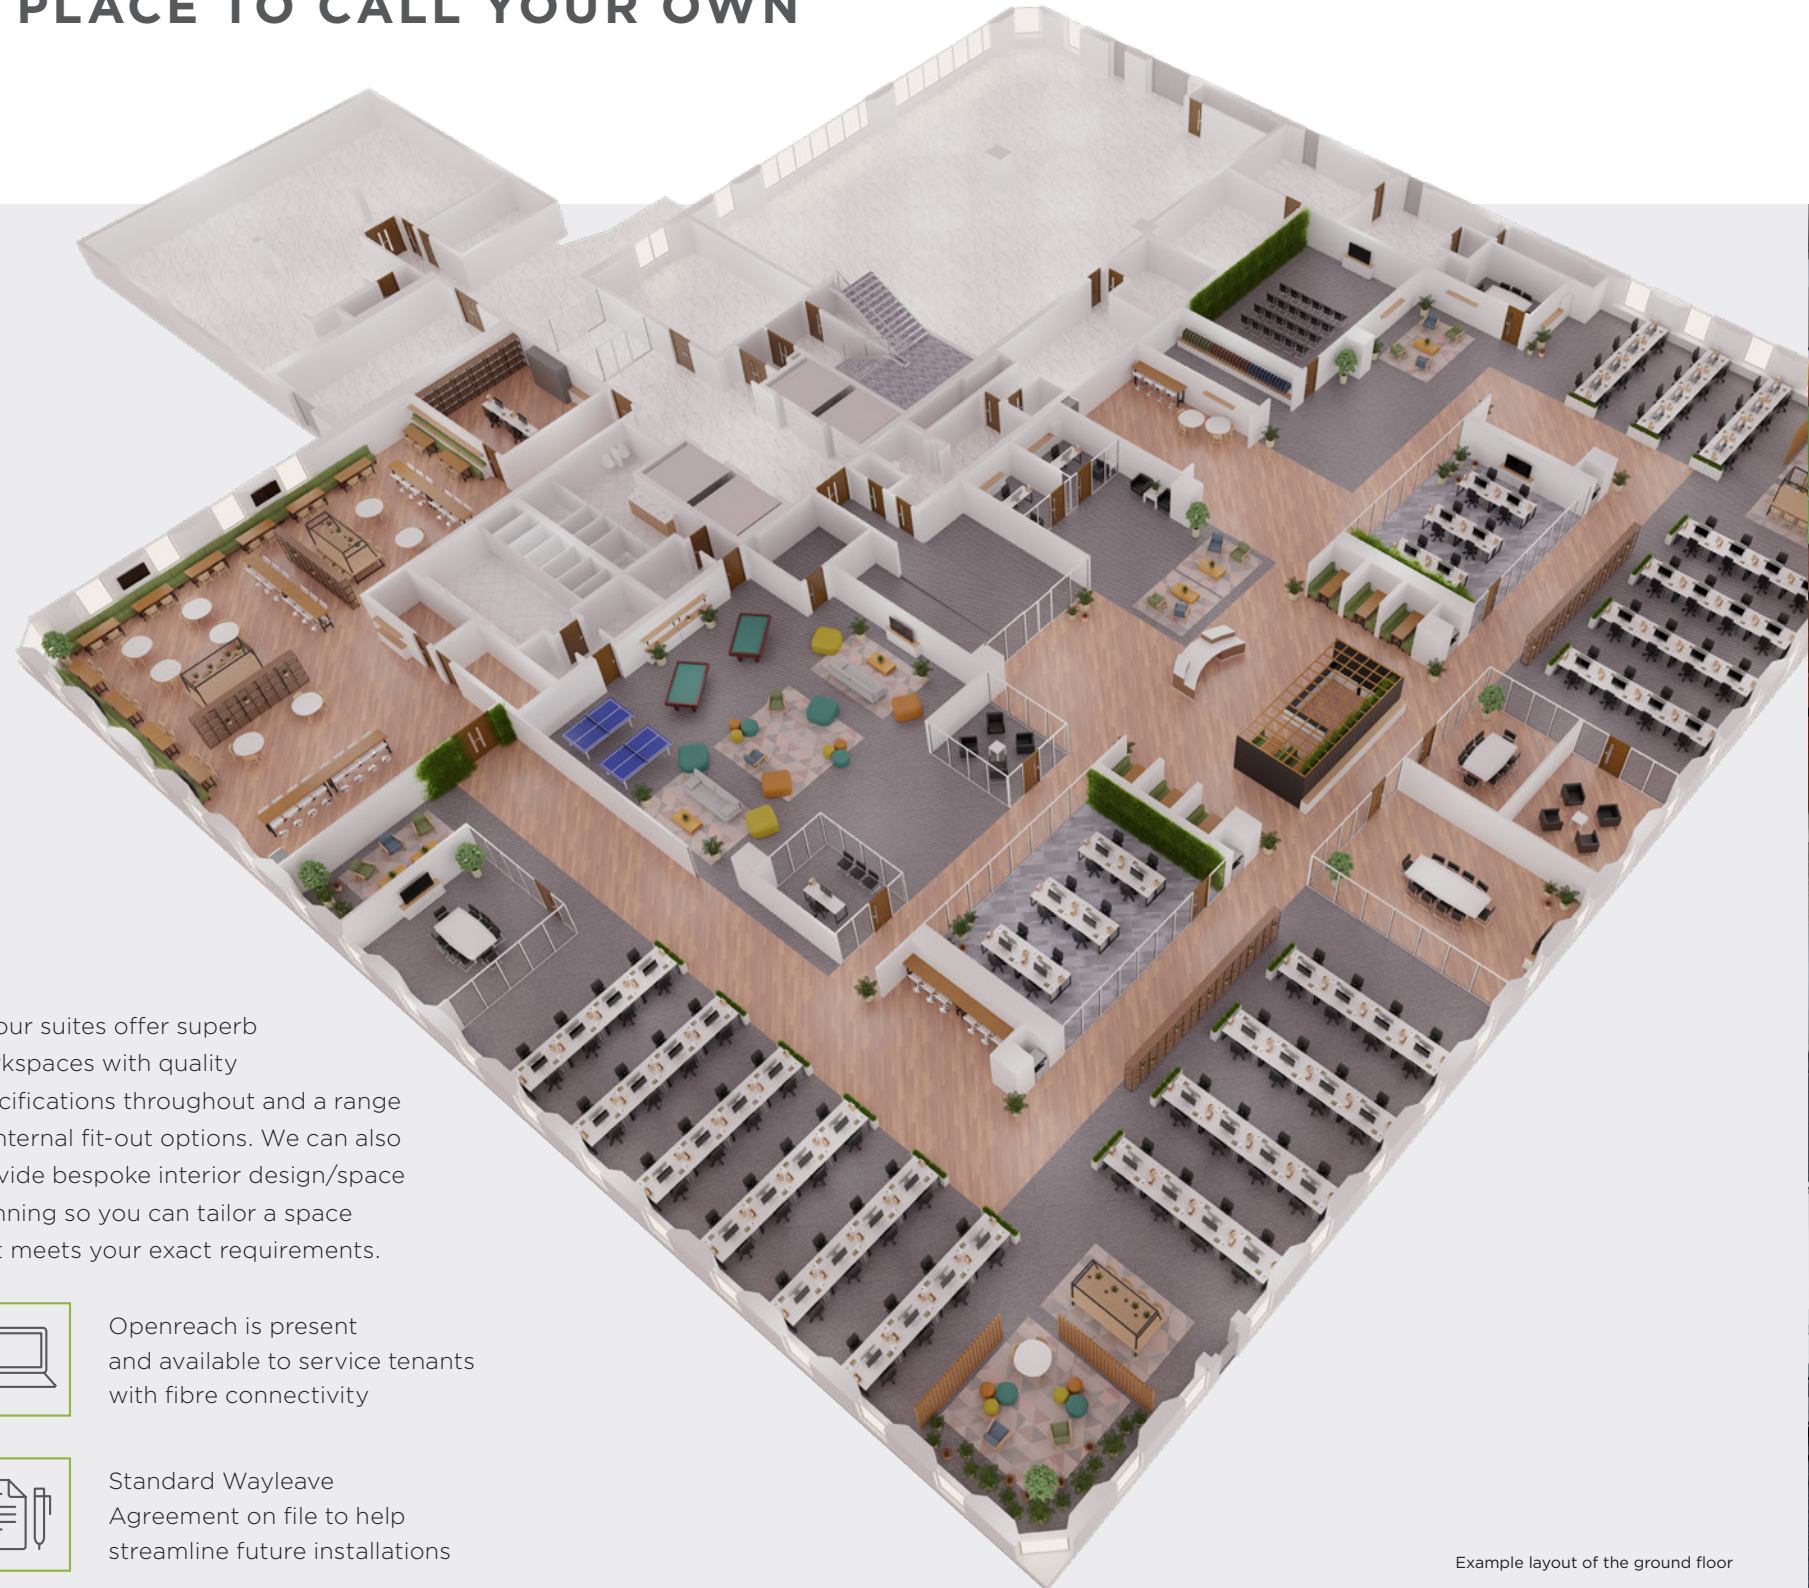 PLACE TO CALL YOUR OWN
our suites offer superb
kspaces with quality
cifications throughout and a range
nternal fit-out options. We can also
vide bespoke interior design/space
nning so you can tailor a space
t meets your exact requirements.
Openreach is present
and available to service tenants
with fibre connectivity
Standard Wayleave
Agreement on file to help
streamline future installations
Example layout of the ground floor